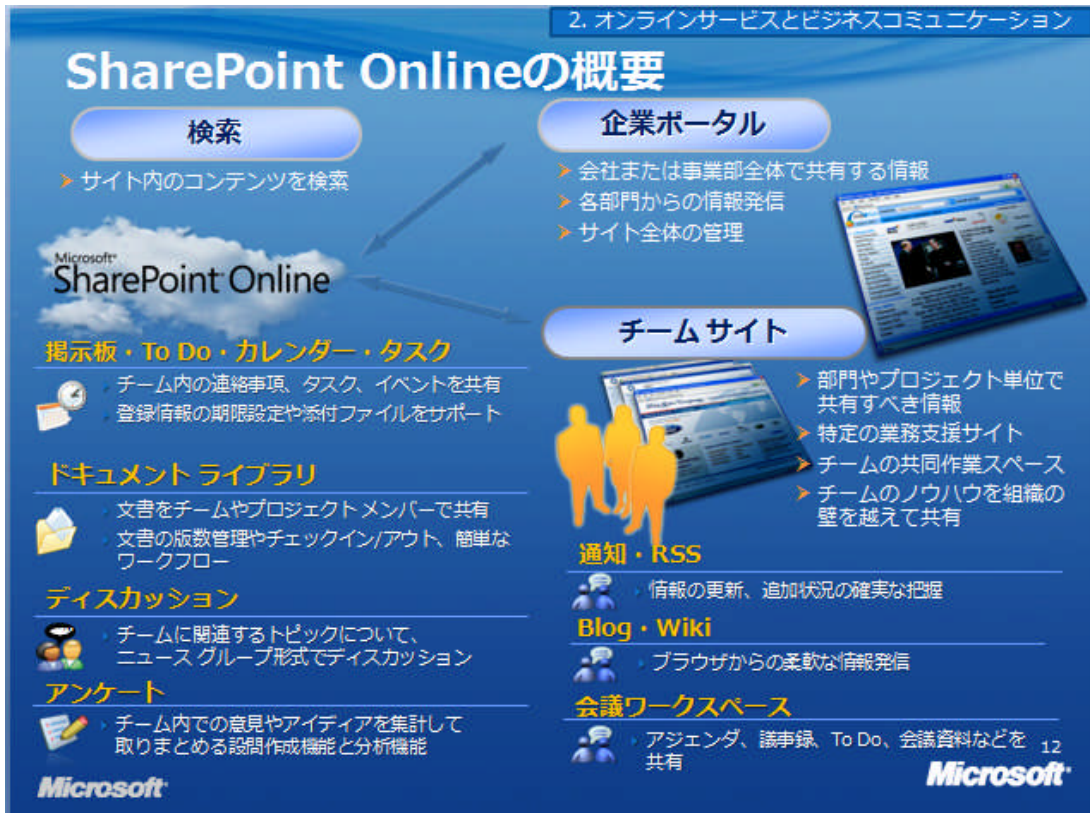 2. オンラインサービスとビジネスコミュニケーション
SharePoint Onlineの概要
検索
サイト内のコンテンツを検索
Microsoft
SharePoint Online
企業ポータル
会社または事業部全体で共有する情報
各部門からの情報発信
サイト全体の管理
チーム サイト
部門やプロジェクト単位で
共有すべき情報
特定の業務支援サイト
チームの共同作業スペース
チームのノウハウを組織の
壁を越えて共有
掲示板・To Do・カレンダー・タスク
チーム内の連絡事項、タスク、イベントを共有
登録情報の期限設定や添付ファイルをサポート
ドキュメント ライブラリ
文書をチームやプロジェクト メンバーで共有
文書の版数管理やチェックイン/アウト、簡単な
ワークフロー
ディスカッション
チームに関連するトピックについて、
ニュース グループ形式でディスカッション
アンケート
チーム内での意見やアイディアを集計して
取りまとめる設問作成機能と分析機能
通知・RSS
情報の更新、追加状況の確実な把握
Blog・Wiki
ブラウザからの柔軟な情報発信
会議ワークスペース
アジェンダ、議事録、To Do、会議資料などを
共有
12
Microsoft
Microsoft